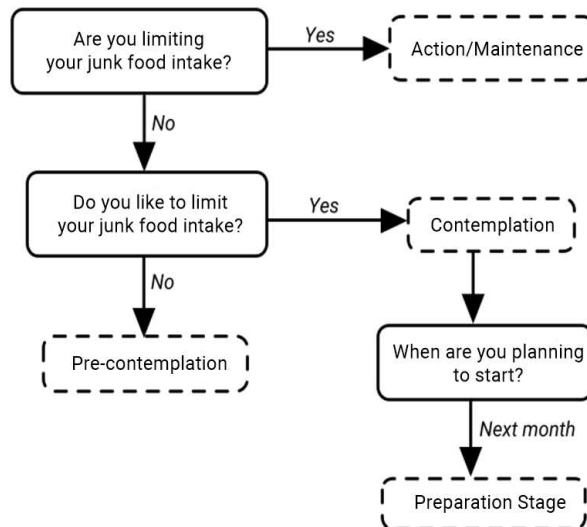 Are you limiting
your junk food intake?
Yes
Action/Maintenance
No
Do you like to limit
your junk food intake?
Yes
Contemplation
No
Pre-contemplation
When are you planning
to start?
Next month
Preparation Stage